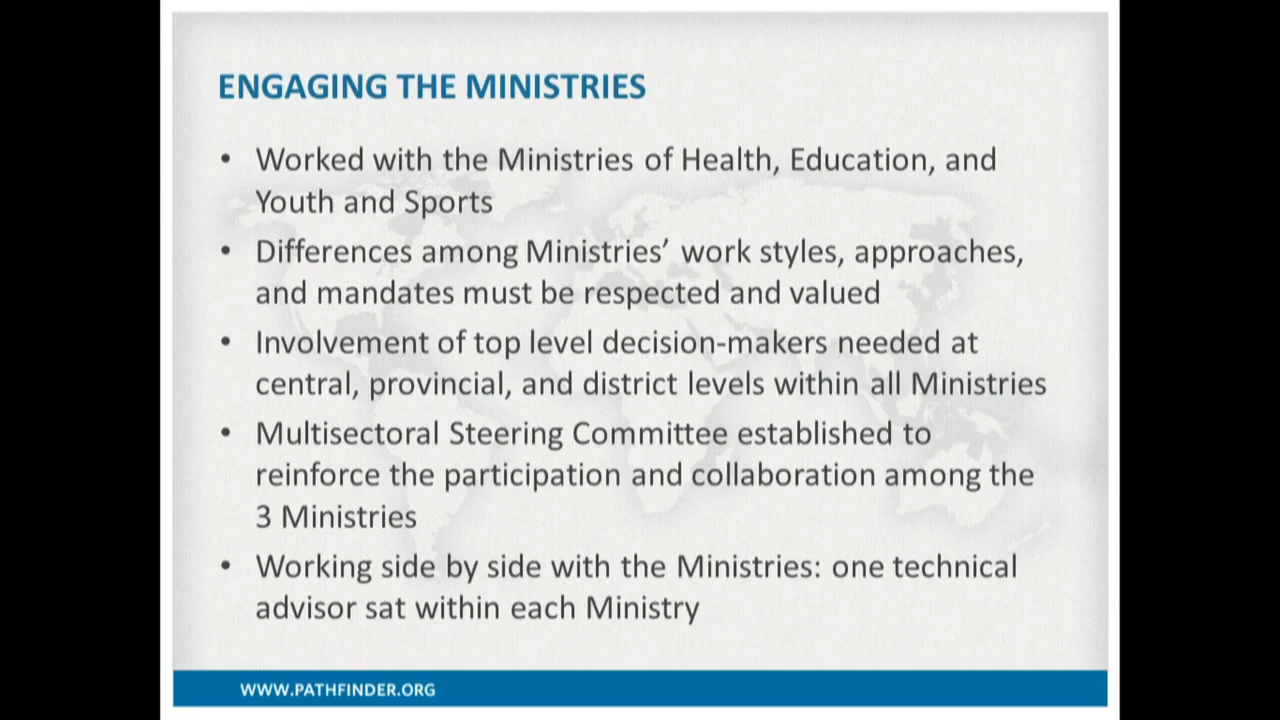 ENGAGING THE MINISTRIES
• Worked with the Ministries of Health, Education, and
Youth and Sports
• Differences among Ministries’ work styles, approaches,
and mandates must be respected and valued
• Involvement of top level decision-makers needed at
central, provincial, and district levels within all Ministries
• Multisectoral Steering Committee established to
reinforce the participation and collaboration among the
3 Ministries
• Working side by side with the Ministries: one technical
advisor sat within each Ministry
WWW.PATHFINDER.ORG